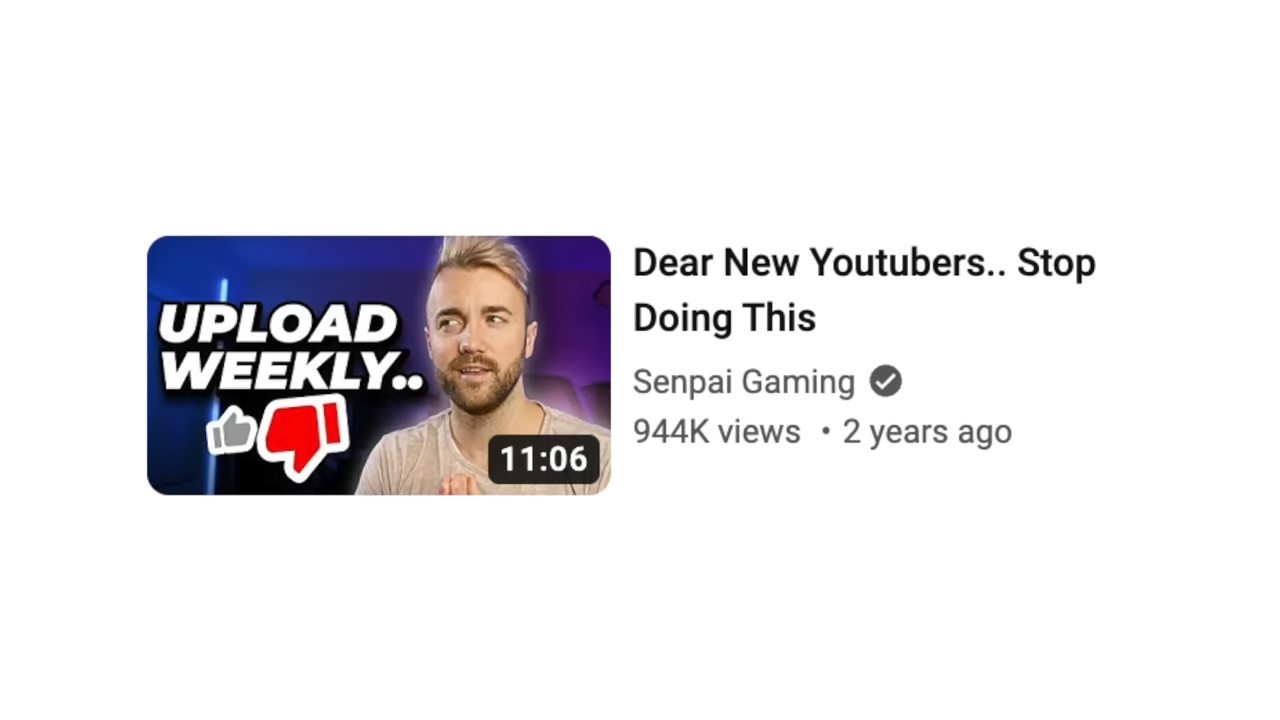 UPLOAD
WEEKLY..
11:06
Dear New Youtubers.. Stop
Doing This
Senpai Gaming
944K views • 2 years ago